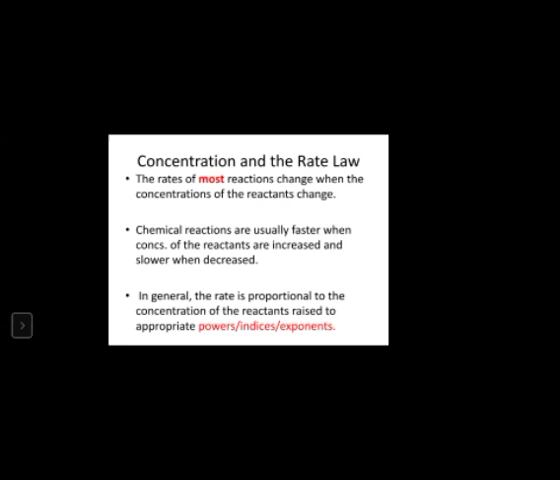 Concentration and the Rate Law
• The rates of most reactions change when the
concentrations of the reactants change.
• Chemical reactions are usually faster when
concs. of the reactants are increased and
slower when decreased.
• In general, the rate is proportional to the
concentration of the reactants raised to
appropriate powers/indices/exponents.